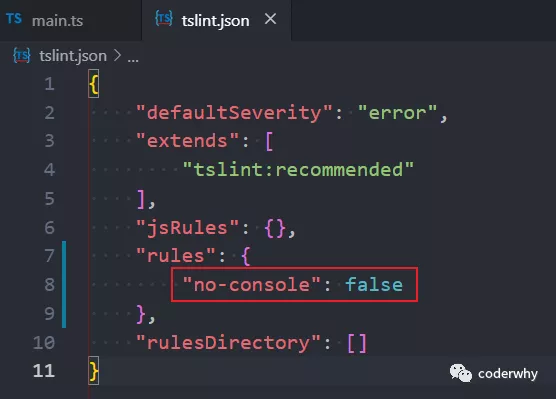 TS main.ts TS tslint.json ×
TS tslint.json > ...
1 {
2 "defaultSeverity": "error",
3 "extends": [
4 "tslint:recommended"
5 ],
6 "jsRules": {},
7 "rules": {
8 "no-console": false
9 },
10 "rulesDirectory": []
11 }
coderwhy